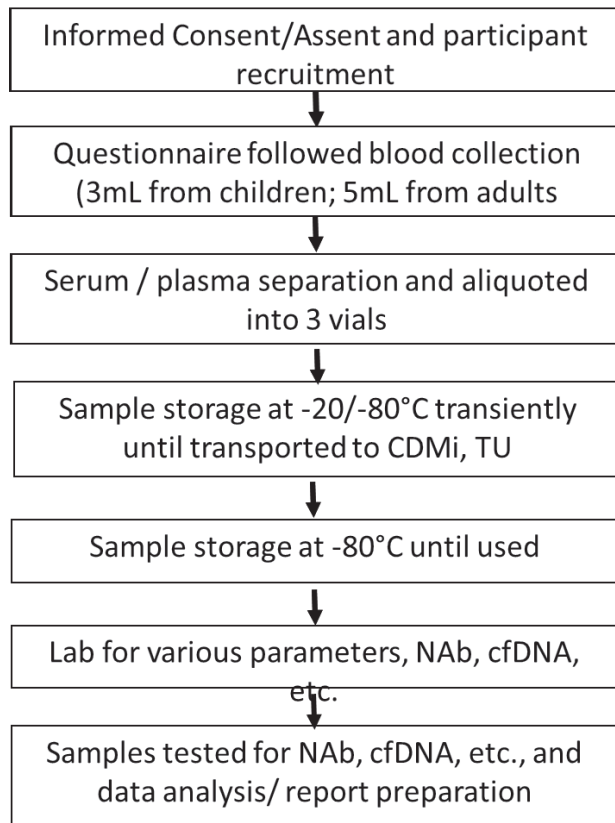 Informed Consent/Assent and participant
recruitment
Questionnaire followed blood collection
(3mL from children; 5mL from adults
Serum / plasma separation and aliquoted
into 3 vials
Sample storage at -20/-80°C transiently
until transported to CDMi, TU
Sample storage at -80°C until used
Lab for various parameters, NAb, cfDNA,
etc.
Samples tested for NAb, cfDNA, etc., and
data analysis/ report preparation